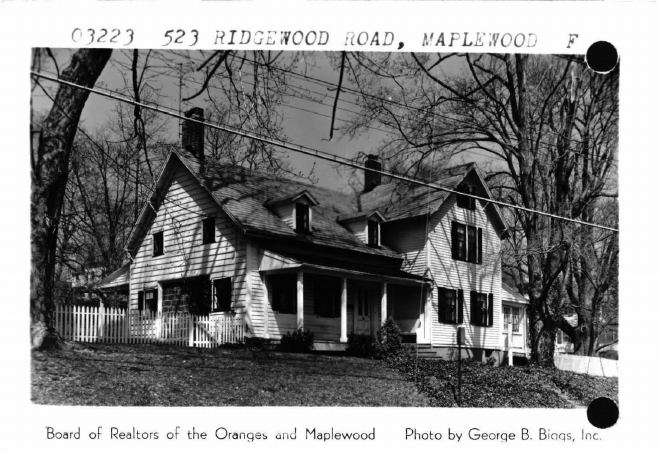 03223 523 RIDGEWOOD ROAD, MAPLEWOOD F
Board of Realtors of the Oranges and Maplewood Photo by George B. Biggs, Inc.